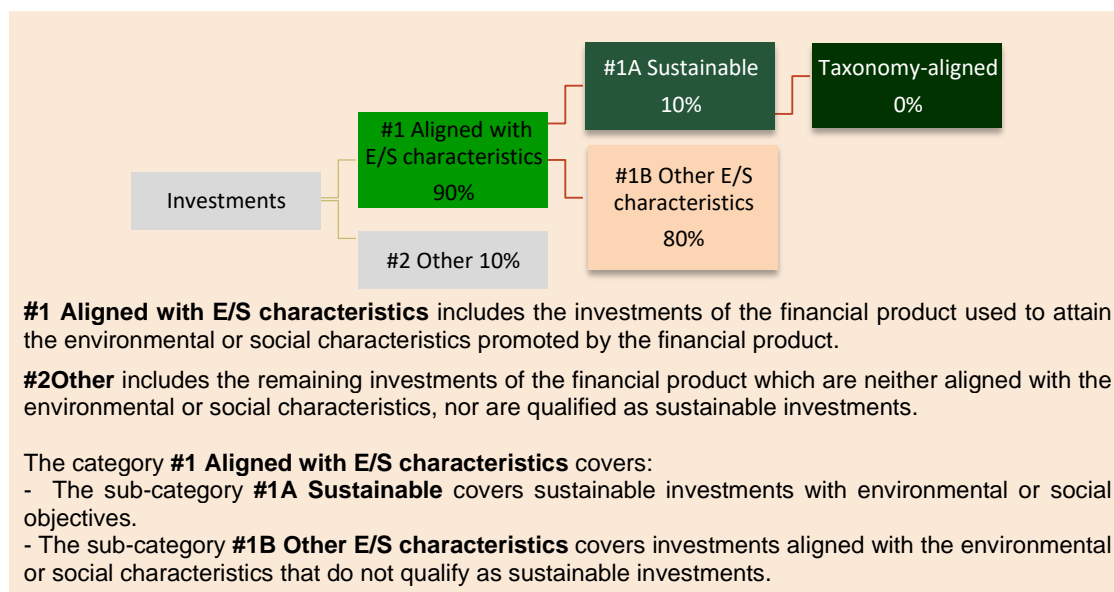 #1A Sustainable
10%
Taxonomy-aligned
0%
#1 Aligned with
E/S characteristics
90%
#1B Other E/S
characteristics
80%
Investments
#2 Other 10%
#1 Aligned with E/S characteristics includes the investments of the financial product used to attain
the environmental or social characteristics promoted by the financial product.
#2Other includes the remaining investments of the financial product which are neither aligned with the
environmental or social characteristics, nor are qualified as sustainable investments.
The category #1 Aligned with E/S characteristics covers:
- The sub-category #1A Sustainable covers sustainable investments with environmental or social
objectives.
- The sub-category #1B Other E/S characteristics covers investments aligned with the environmental
or social characteristics that do not qualify as sustainable investments.